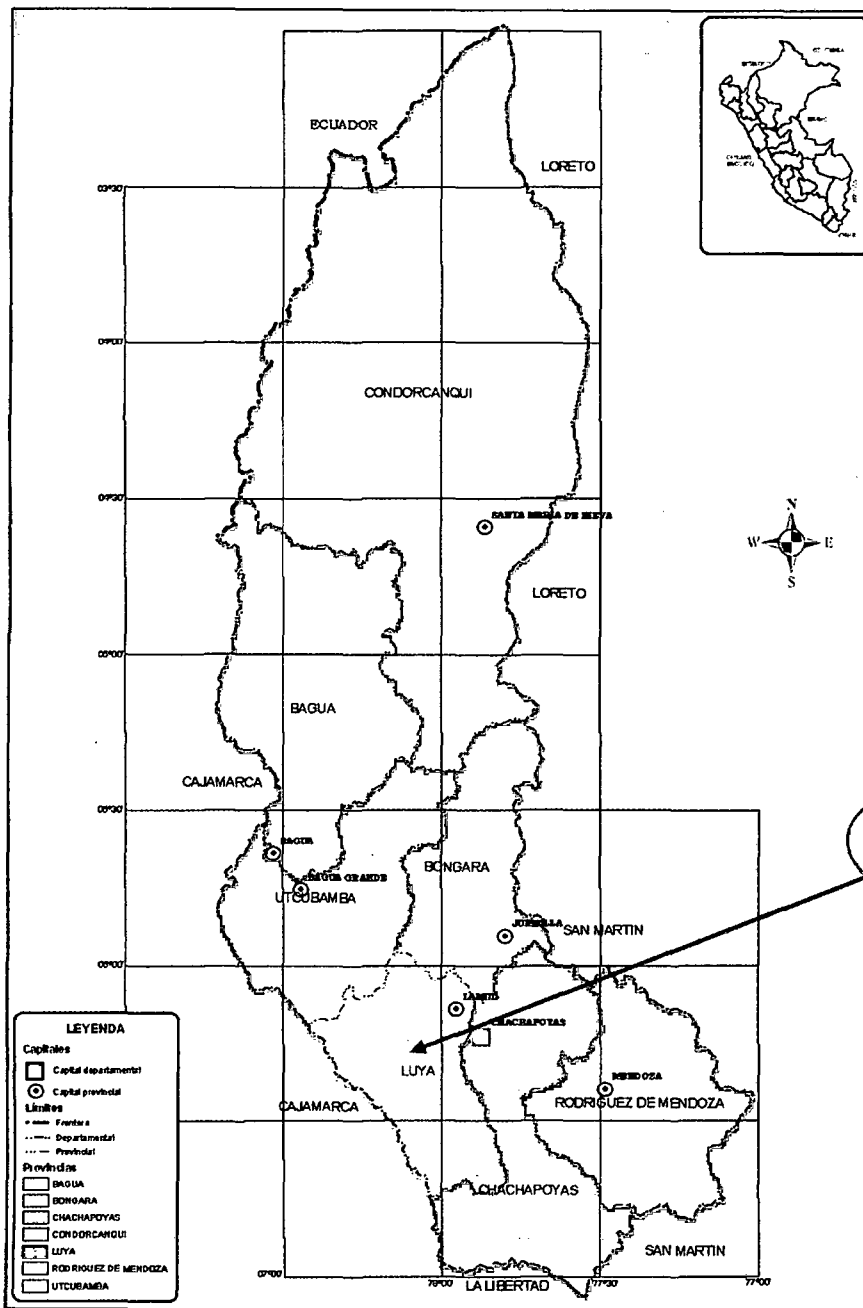 ECUADOR
LORETO
03°30'
04°00'
CONDORCANQUI
04°30'
SANTA MARIA DE NIEVA
N
W
E
S
LORETO
05°00'
BAGUA
CAJAMARCA
05°30'
BAGUA
BONGARA
BAGUA GRANDE
UTCUBAMBA
JUMBILLA
SAN MARTIN
06°00'
LAMUD
CHACHAPOYAS
LUYA
MENDOZA
RODRIGUEZ DE MENDOZA
CAJAMARCA
CHACHAPOYAS
SAN MARTIN
07°00'
78°00'
77°30'
77°00'
LA LIBERTAD
LEYENDA
Capitales
Capital departamental
Capital provincial
Límites
Frontera
Departamental
Provincial
Provincias
BAGUA
BONGARA
CHACHAPOYAS
CONDORCANQUI
LUYA
RODRIGUEZ DE MENDOZA
UTCUBAMBA